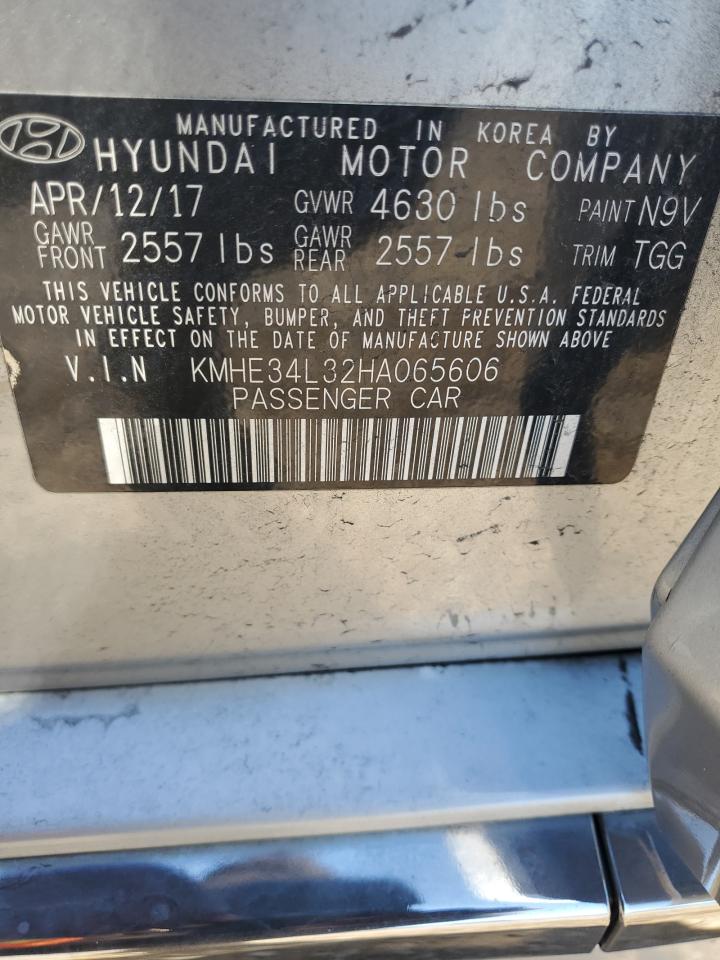 MANUFACTURED IN KOREA BY
HYUNDAI MOTOR COMPANY
APR/12/17 GVWR 4630 lbs PAINT N9V
GAWR FRONT 2557 lbs GAWR REAR 2557 lbs TRIM TGG
THIS VEHICLE CONFORMS TO ALL APPLICABLE U.S.A. FEDERAL
MOTOR VEHICLE SAFETY, BUMPER, AND THEFT PREVENTION STANDARDS
IN EFFECT ON THE DATE OF MANUFACTURE SHOWN ABOVE.
V.I.N KMHE34L32HA065606
PASSENGER CAR